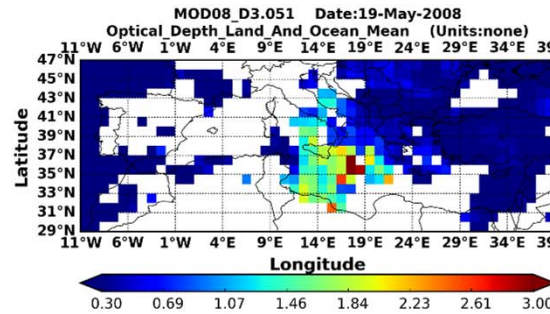 MOD08_D3.051 Date:19-May-2008
Optical_Depth_Land_And_Ocean_Mean (Units:none)
11°W 6°W 1°W 4°E 9°E 14°E 19°E 24°E 29°E 34°E 39°E
47°N
45°N
43°N
41°N
39°N
37°N
35°N
33°N
31°N
29°N
Latitude
11°W 6°W 1°W 4°E 9°E 14°E 19°E 24°E 29°E 34°E 39°E
Longitude
0.30 0.69 1.07 1.46 1.84 2.23 2.61 3.00